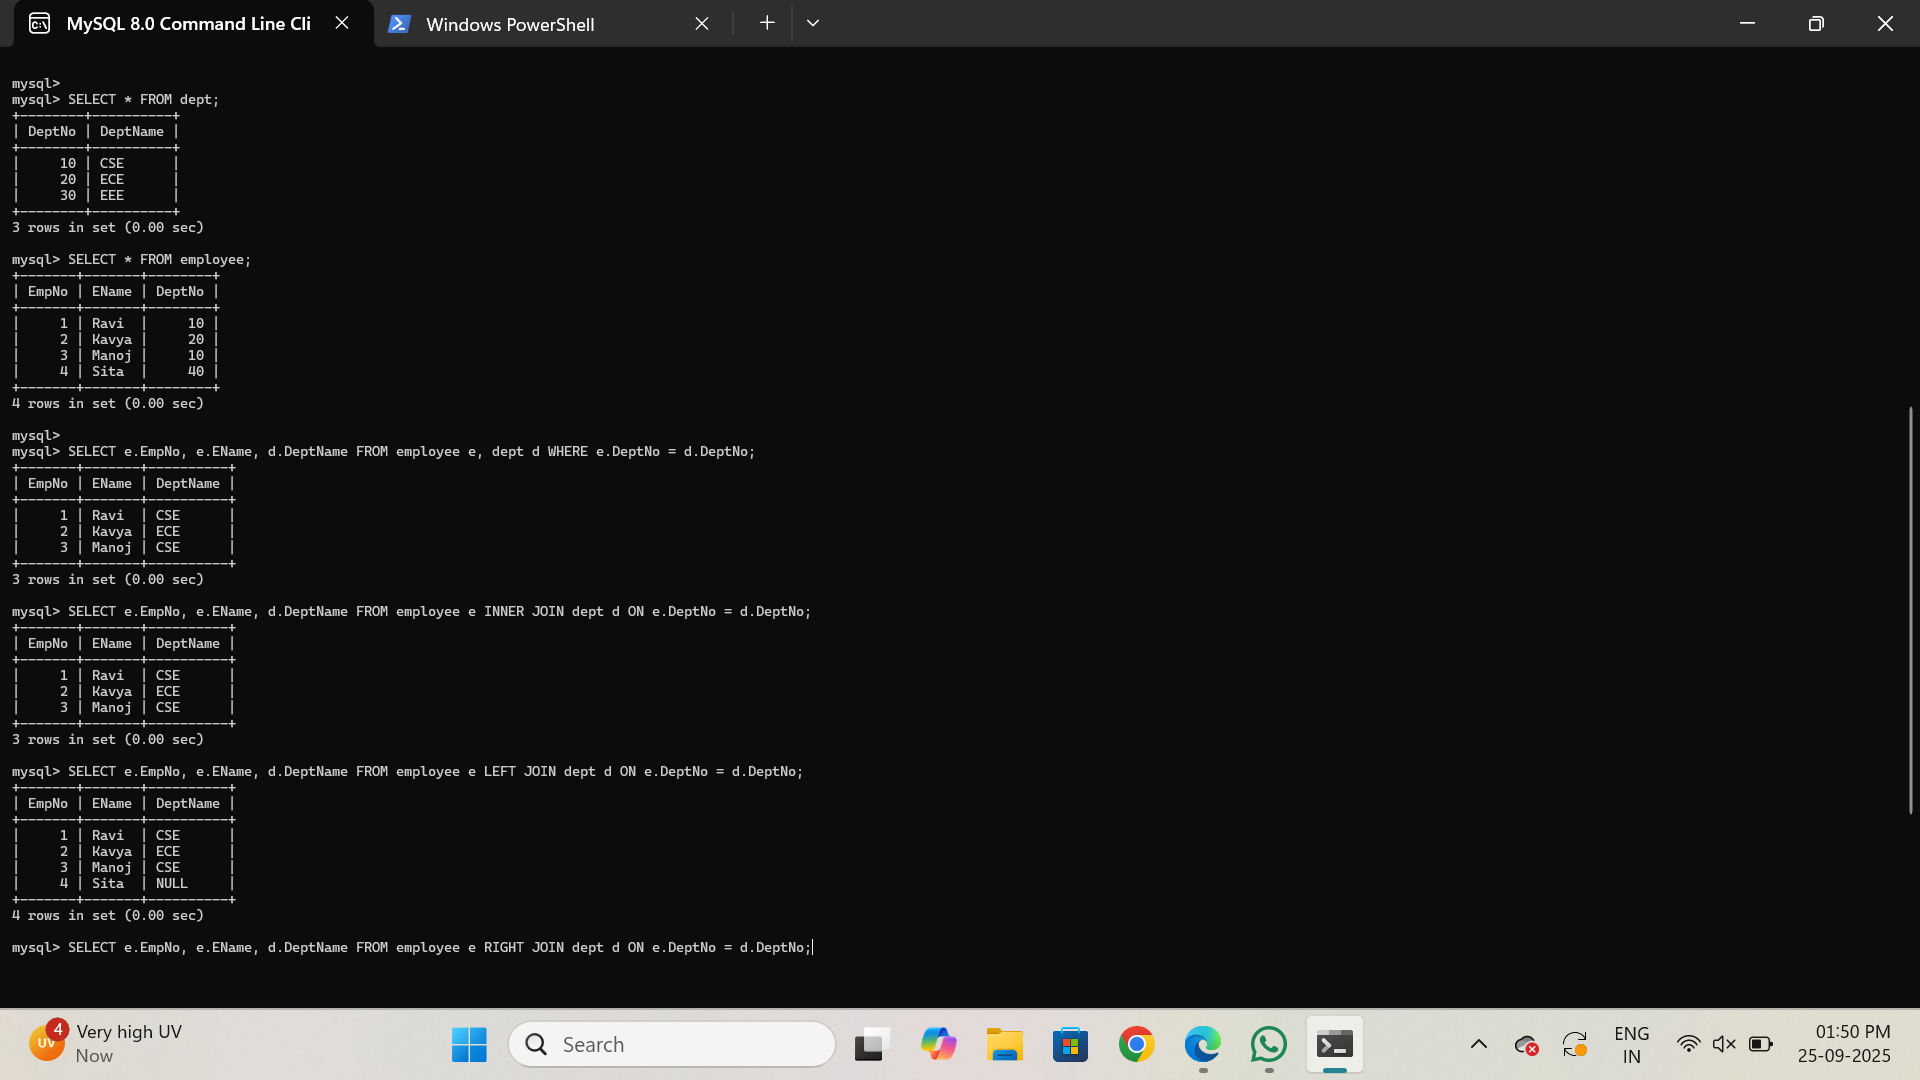 MySQL 8.0 Command Line Cli
Windows PowerShell
mysql>
mysql> SELECT * FROM dept;
+--------+----------+
| DeptNo | DeptName |
+--------+----------+
|     10 | CSE      |
|     20 | ECE      |
|     30 | EEE      |
+--------+----------+
3 rows in set (0.00 sec)
mysql> SELECT * FROM employee;
+-------+-------+--------+
| EmpNo | EName | DeptNo |
+-------+-------+--------+
|     1 | Ravi  |     10 |
|     2 | Kavya |     20 |
|     3 | Manoj |     10 |
|     4 | Sita  |     40 |
+-------+-------+--------+
4 rows in set (0.00 sec)
mysql>
mysql> SELECT e.EmpNo, e.EName, d.DeptName FROM employee e, dept d WHERE e.DeptNo = d.DeptNo;
+-------+-------+----------+
| EmpNo | EName | DeptName |
+-------+-------+----------+
|     1 | Ravi  | CSE      |
|     2 | Kavya | ECE      |
|     3 | Manoj | CSE      |
+-------+-------+----------+
3 rows in set (0.00 sec)
mysql> SELECT e.EmpNo, e.EName, d.DeptName FROM employee e INNER JOIN dept d ON e.DeptNo = d.DeptNo;
+-------+-------+----------+
| EmpNo | EName | DeptName |
+-------+-------+----------+
|     1 | Ravi  | CSE      |
|     2 | Kavya | ECE      |
|     3 | Manoj | CSE      |
+-------+-------+----------+
3 rows in set (0.00 sec)
mysql> SELECT e.EmpNo, e.EName, d.DeptName FROM employee e LEFT JOIN dept d ON e.DeptNo = d.DeptNo;
+-------+-------+----------+
| EmpNo | EName | DeptName |
+-------+-------+----------+
|     1 | Ravi  | CSE      |
|     2 | Kavya | ECE      |
|     3 | Manoj | CSE      |
|     4 | Sita  | NULL     |
+-------+-------+----------+
4 rows in set (0.00 sec)
mysql> SELECT e.EmpNo, e.EName, d.DeptName FROM employee e RIGHT JOIN dept d ON e.DeptNo = d.DeptNo;
UV
4
Very high UV
Now
Search
ENG
IN
01:50 PM
25-09-2025